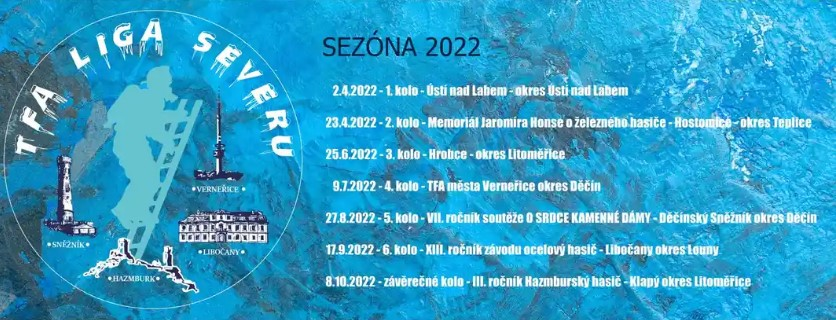 TFA LIGA SEVERU
VERNEŘICE
SNĚŽNÍK
LIBOČANY
HAZMBURK
SEZÓNA 2022
2.4.2022 - 1. kolo - Ústí nad Labem - okres Ústí nad Labem
23.4.2022 - 2. kolo - Memoriál Jaromíra Honse o železného hasiče - Hostomice - okres Teplice
25.6.2022 - 3. kolo - Hrobce - okres Litoměřice
9.7.2022 - 4. kolo - TFA města Verneřice okres Děčín
27.8.2022 - 5. kolo - VII. ročník soutěže O SRDCE KAMENNÉ DÁMY - Děčínský Sněžník okres Děčín
17.9.2022 - 6. kolo - XIII. ročník závodu ocelový hasič - Libočany okres Louny
8.10.2022 - závěrečné kolo - III. ročník Hazmburský hasič - Klapý okres Litoměřice